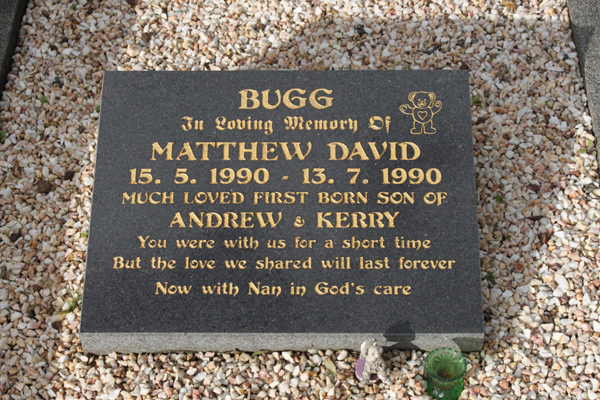 BUGG
In Loving Memory Of
MATTHEW DAVID
15. 5. 1990 - 13. 7. 1990
MUCH LOVED FIRST BORN SON OF
ANDREW & KERRY
You were with us for a short time
But the love we shared will last forever
Now with Nan in God's care